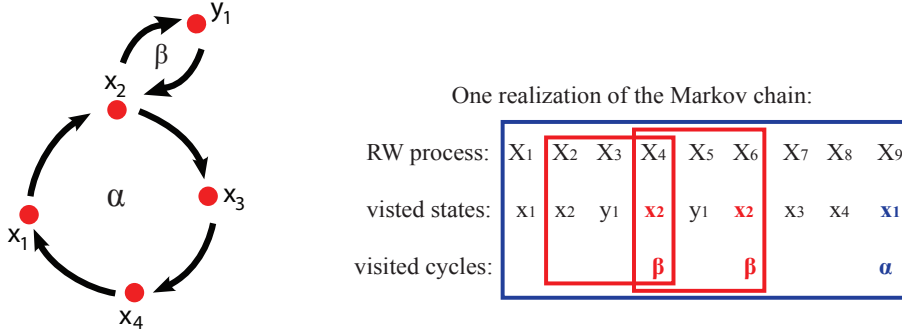 y1
β
x2
α
x3
x1
x4
One realization of the Markov chain:
RW process: X1 X2 X3 X4 X5 X6 X7 X8 X9
visted states: x1 x2 y1 x2 y1 x2 x3 x4 x1
visited cycles: β β α